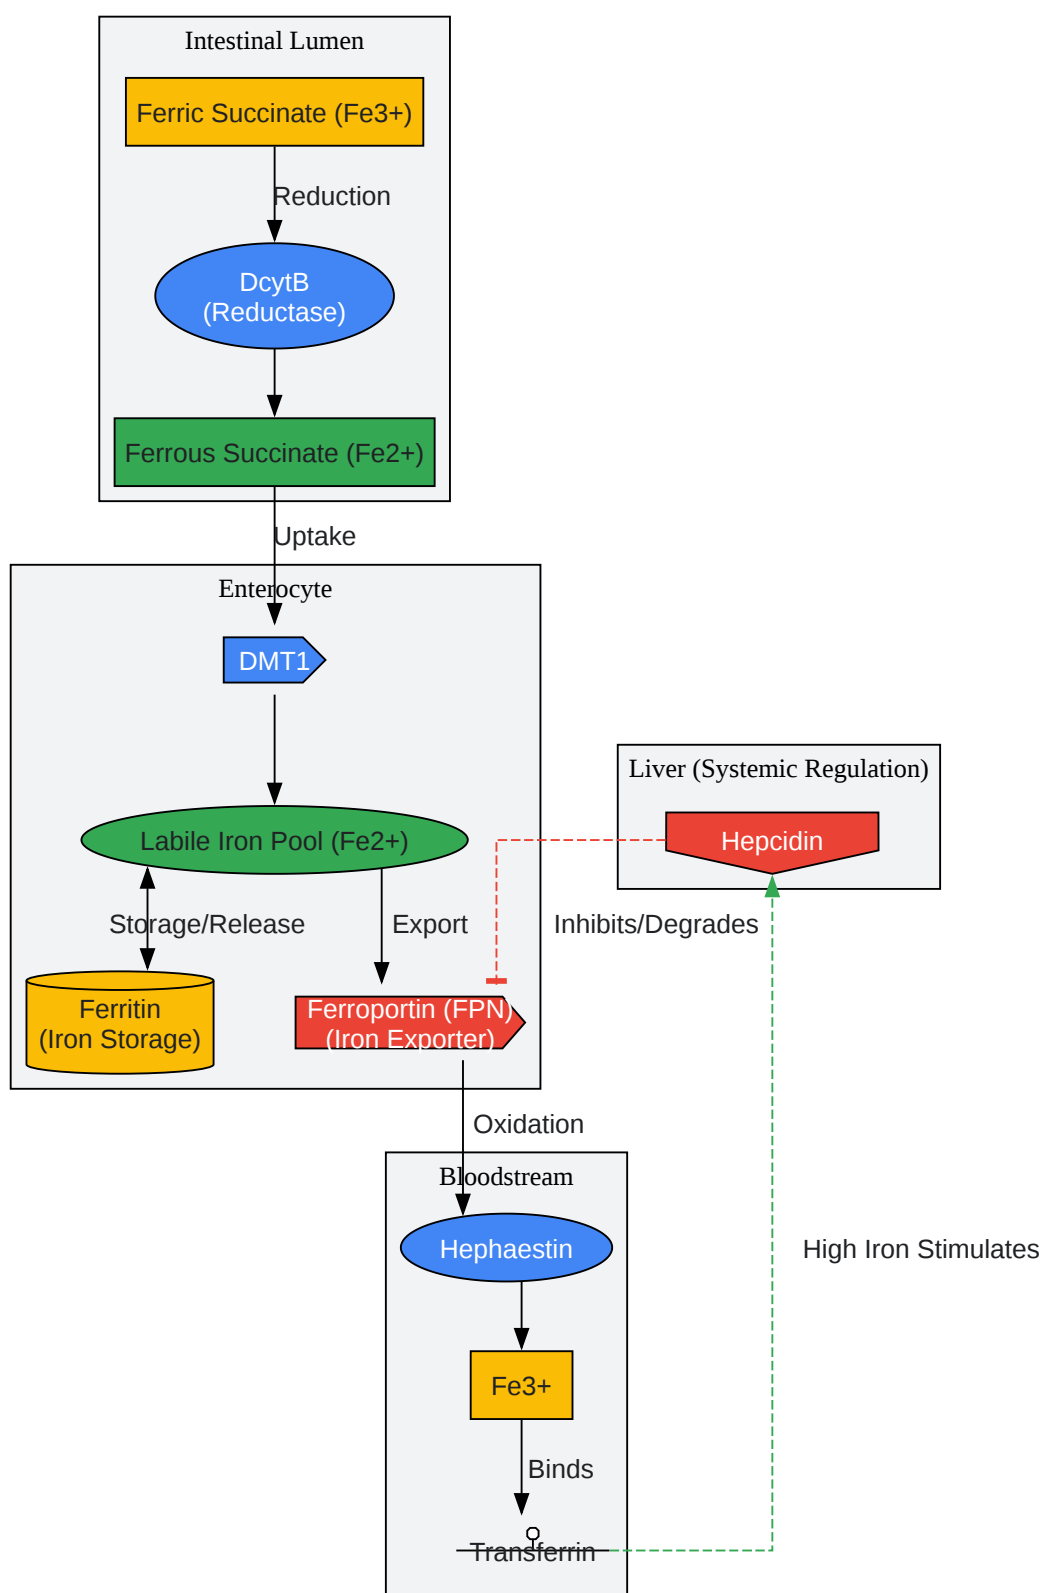 Intestinal Lumen
Ferric Succinate (Fe3+)
Reduction
DcytB
(Reductase)
Ferrous Succinate (Fe2+)
Uptake
Enterocyte
DMT1
Liver (Systemic Regulation)
Hepcidin
Labile Iron Pool (Fe2+)
Storage/Release
Export
Inhibits/Degrades
Ferritin
(Iron Storage)
Ferroportin (FPN)
(Iron Exporter)
Oxidation
Bloodstream
Hephaestin
High Iron Stimulates
Fe3+
Binds
Transferrin